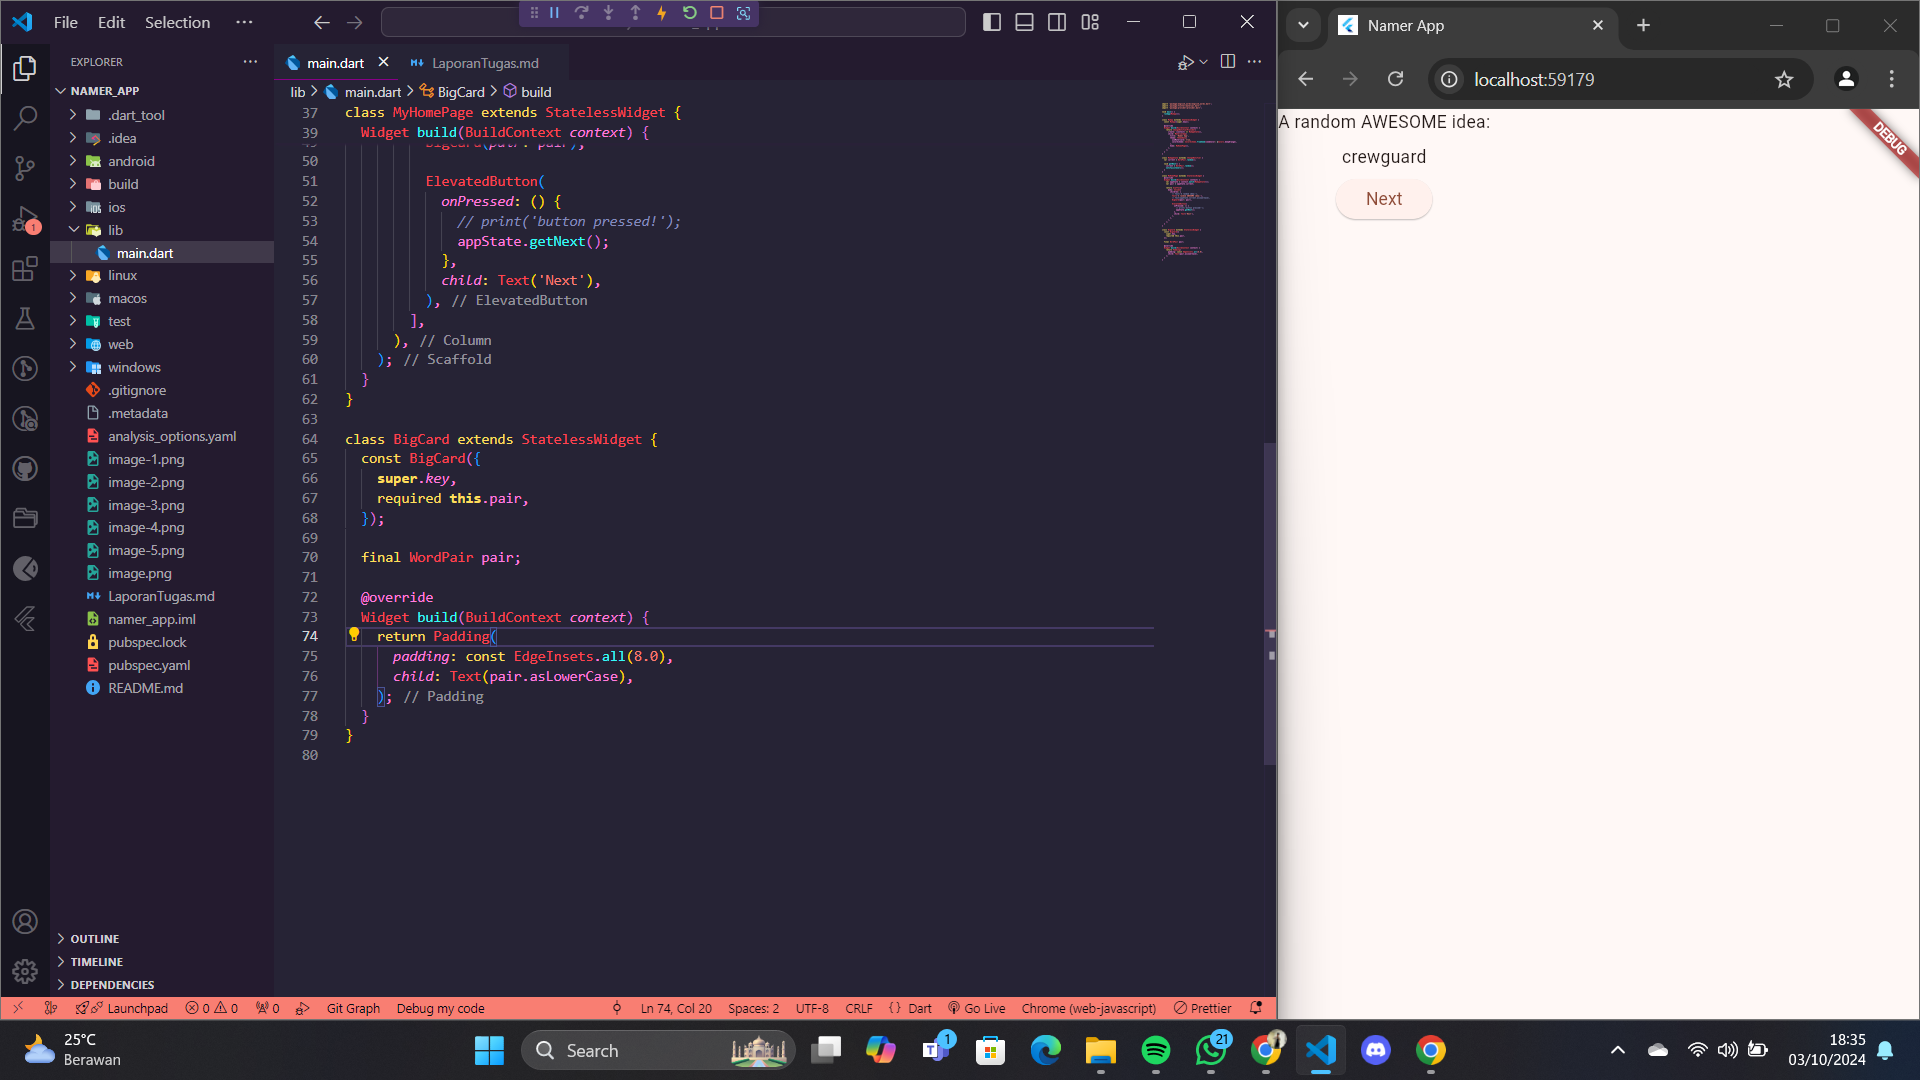 File Edit Selection ···
EXPLORER
NAMER_APP
.dart_tool
.idea
android
build
ios
lib
main.dart
linux
macos
test
web
windows
.gitignore
.metadata
analysis_options.yaml
image-1.png
image-2.png
image-3.png
image-4.png
image-5.png
image.png
LaporanTugas.md
namer_app.iml
pubspec.lock
pubspec.yaml
README.md
OUTLINE
TIMELINE
DEPENDENCIES
1
main.dart LaporanTugas.md
lib > main.dart > BigCard > build
37 class MyHomePage extends StatelessWidget {
39 Widget build(BuildContext context) {
49 BigCard(pair: pair),
50
51 ElevatedButton(
52 onPressed: () {
53 // print('button pressed!');
54 appState.getNext();
55 },
56 child: Text('Next'),
57 ), // ElevatedButton
58 ],
59 ), // Column
60 ); // Scaffold
61 }
62 }
63
64 class BigCard extends StatelessWidget {
65 const BigCard({
66 super.key,
67 required this.pair,
68 });
69
70 final WordPair pair;
71
72 @override
73 Widget build(BuildContext context) {
74 return Padding(
75 padding: const EdgeInsets.all(8.0),
76 child: Text(pair.asLowerCase),
77 ); // Padding
78 }
79 }
80
Launchpad 0 0 0 Git Graph Debug my code Ln 74, Col 20 Spaces: 2 UTF-8 CRLF { } Dart Go Live Chrome (web-javascript) Prettier
Namer App
localhost:59179
A random AWESOME idea:
crewguard
Next
DEBUG
25°C
Berawan
Search
1
21
18:35
03/10/2024